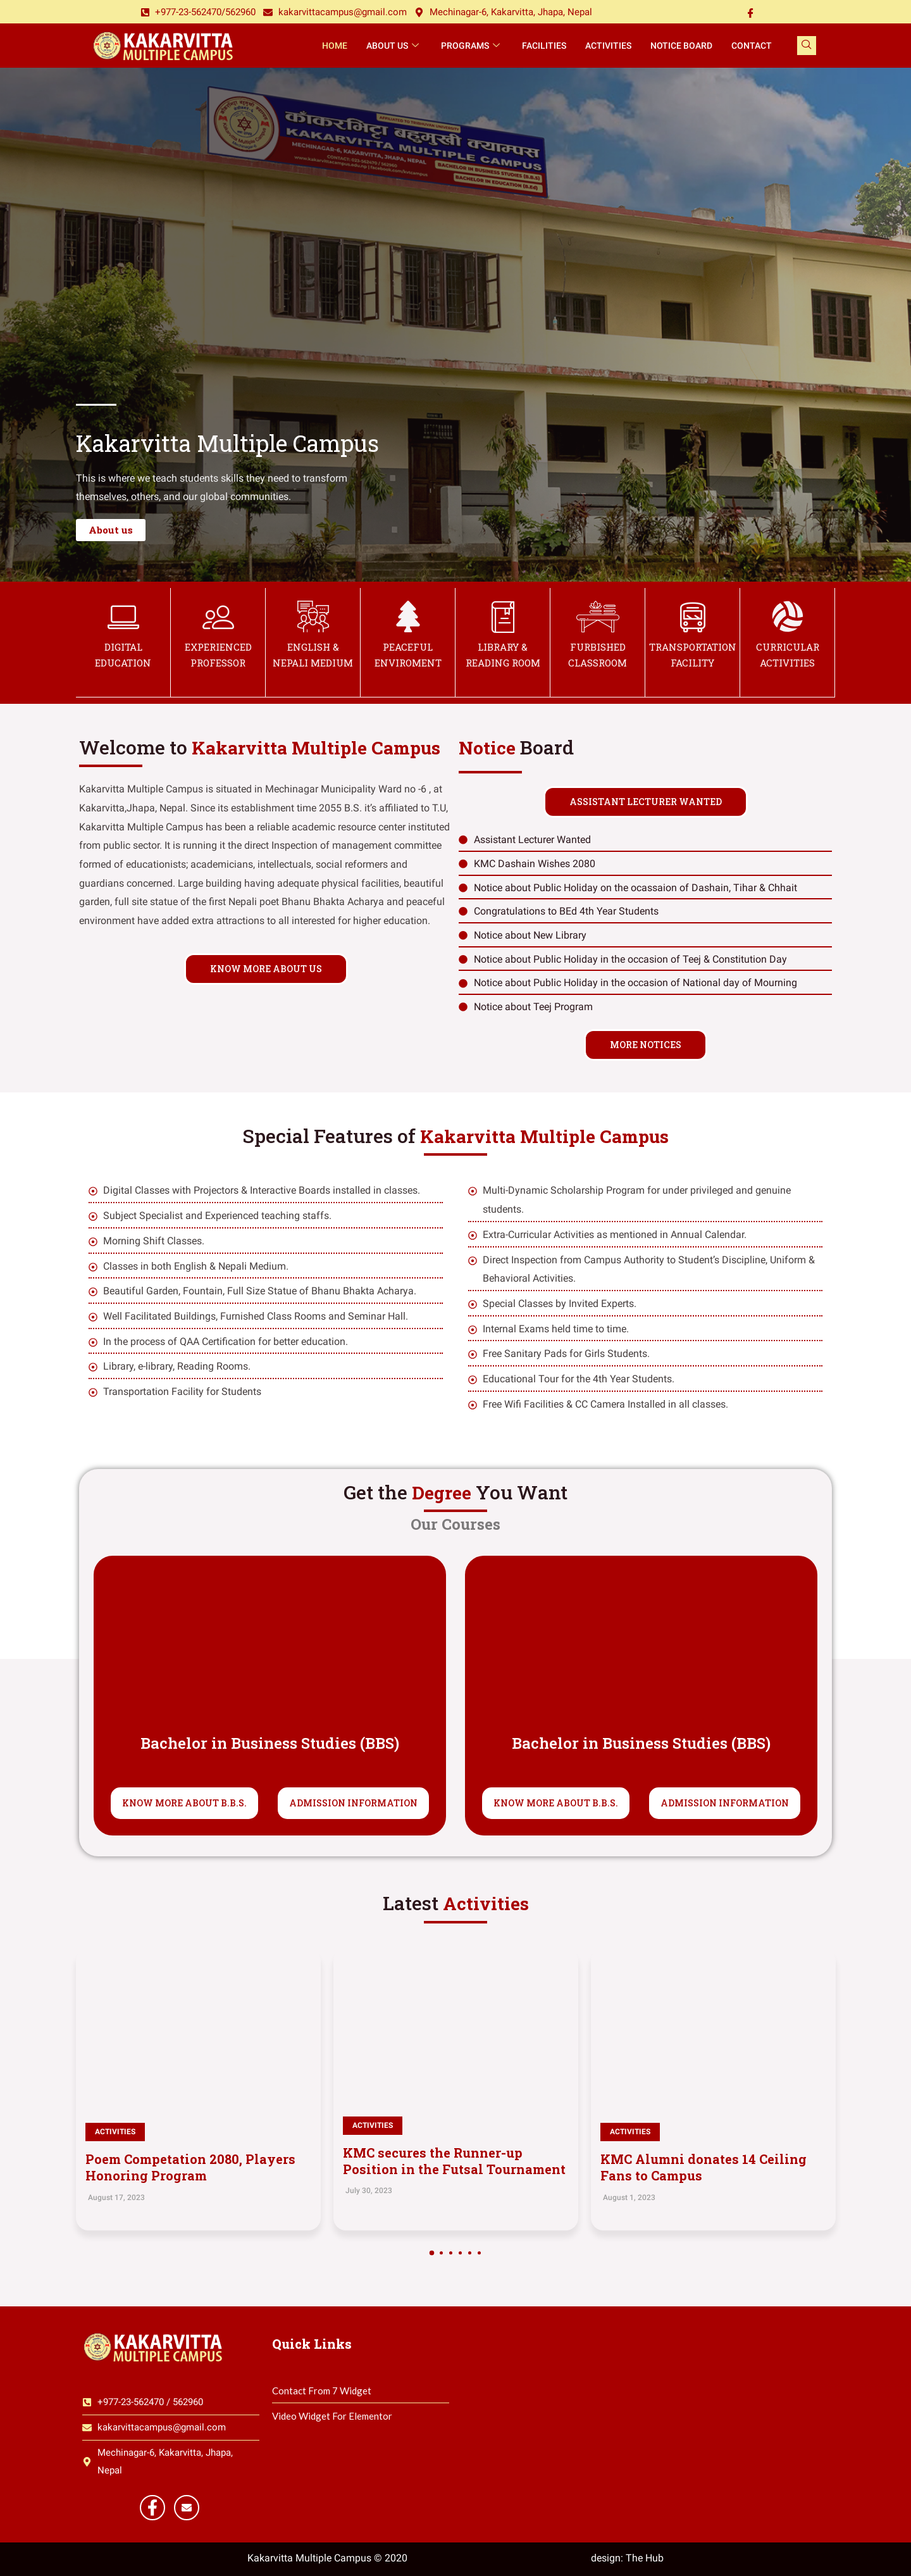 +977-23-562470/562960 kakarvittacampus@gmail.com Mechinagar-6, Kakarvitta, Jhapa, Nepal
KAKARVITTA
MULTIPLE CAMPUS
HOME ABOUT US PROGRAMS FACILITIES ACTIVITIES NOTICE BOARD CONTACT
काकरभिट्टा बहुमुखी क्याम्पस
KAKARVITTA MULTIPLE CAMPUS
MECHINAGAR-6, KAKARVITTA, JHAPA, NEPAL
BACHELOR IN BUSINESS STUDIES (B.B.S)
BACHELOR IN EDUCATION (B.ED)
Kakarvitta Multiple Campus
This is where we teach students skills they need to transform
themselves, others, and our global communities.
About us
DIGITAL
EDUCATION
EXPERIENCED
PROFESSOR
ENGLISH &
NEPALI MEDIUM
PEACEFUL
ENVIROMENT
LIBRARY &
READING ROOM
FURBISHED
CLASSROOM
TRANSPORTATION
FACILITY
CURRICULAR
ACTIVITIES
Welcome to Kakarvitta Multiple Campus
Kakarvitta Multiple Campus is situated in Mechinagar Municipality Ward no -6 , at
Kakarvitta,Jhapa, Nepal. Since its establishment time 2055 B.S. it's affiliated to T.U,
Kakarvitta Multiple Campus has been a reliable academic resource center instituted
from public sector. It is running it the direct Inspection of management committee
formed of educationists; academicians, intellectuals, social reformers and
guardians concerned. Large building having adequate physical facilities, beautiful
garden, full site statue of the first Nepali poet Bhanu Bhakta Acharya and peaceful
environment have added extra attractions to all interested for higher education.
KNOW MORE ABOUT US
Notice Board
ASSISTANT LECTURER WANTED
Assistant Lecturer Wanted
KMC Dashain Wishes 2080
Notice about Public Holiday on the ocassaion of Dashain, Tihar & Chhait
Congratulations to BEd 4th Year Students
Notice about New Library
Notice about Public Holiday in the occasion of Teej & Constitution Day
Notice about Public Holiday in the occasion of National day of Mourning
Notice about Teej Program
MORE NOTICES
Special Features of Kakarvitta Multiple Campus
Digital Classes with Projectors & Interactive Boards installed in classes.
Subject Specialist and Experienced teaching staffs.
Morning Shift Classes.
Classes in both English & Nepali Medium.
Beautiful Garden, Fountain, Full Size Statue of Bhanu Bhakta Acharya.
Well Facilitated Buildings, Furnished Class Rooms and Seminar Hall.
In the process of QAA Certification for better education.
Library, e-library, Reading Rooms.
Transportation Facility for Students
Multi-Dynamic Scholarship Program for under privileged and genuine
students.
Extra-Curricular Activities as mentioned in Annual Calendar.
Direct Inspection from Campus Authority to Student's Discipline, Uniform &
Behavioral Activities.
Special Classes by Invited Experts.
Internal Exams held time to time.
Free Sanitary Pads for Girls Students.
Educational Tour for the 4th Year Students.
Free Wifi Facilities & CC Camera Installed in all classes.
Get the Degree You Want
Our Courses
Bachelor in Business Studies (BBS)
KNOW MORE ABOUT B.B.S. ADMISSION INFORMATION
Bachelor in Business Studies (BBS)
KNOW MORE ABOUT B.B.S. ADMISSION INFORMATION
Latest Activities
ACTIVITIES
Poem Competation 2080, Players
Honoring Program
August 17, 2023
ACTIVITIES
KMC secures the Runner-up
Position in the Futsal Tournament
July 30, 2023
ACTIVITIES
KMC Alumni donates 14 Ceiling
Fans to Campus
August 1, 2023
KAKARVITTA
MULTIPLE CAMPUS
+977-23-562470 / 562960
kakarvittacampus@gmail.com
Mechinagar-6, Kakarvitta, Jhapa,
Nepal
Quick Links
Contact From 7 Widget
Video Widget For Elementor
Kakarvitta Multiple Campus © 2020
design: The Hub